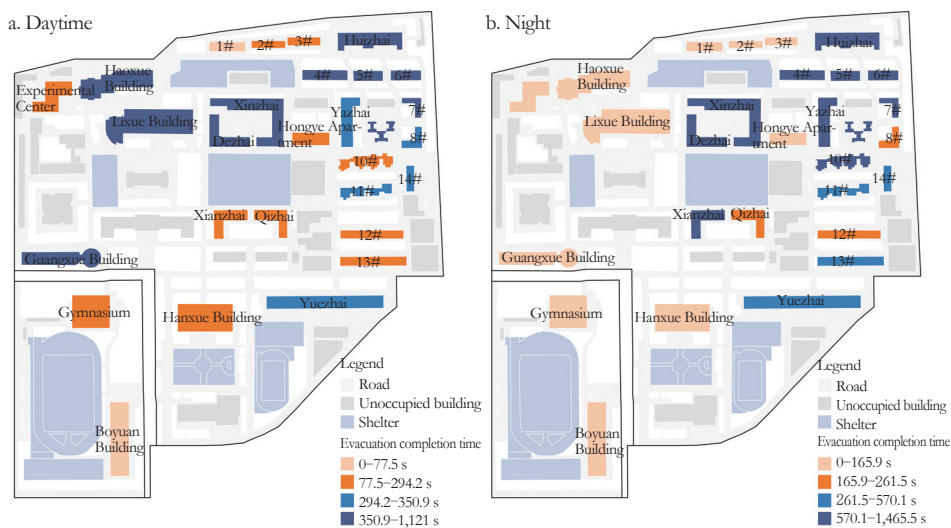 a. Daytime
1#
2#
3#
Huizhai
Haoxue
Building
4#
5#
6#
Experimental
Center
Xinzhai
Yazhai
7#
Lixue Building
Dezhai
Hongye Apar-
tment
8#
10#
11#
14#
Xianzhai
Qizhai
12#
Guangxue Building
13#
Gymnasium
Hanxue Building
Yuezhai
Boyuan
Building
Legend
Road
Unoccupied building
Shelter
Evacuation completion time
0–77.5 s
77.5–294.2 s
294.2–350.9 s
350.9–1,121 s
b. Night
1#
2#
3#
Huizhai
Haoxue
Building
4#
5#
6#
Xinzhai
Yazhai
7#
Lixue Building
Dezhai
Hongye Apar-
tment
8#
10#
11#
14#
Xianzhai
Qizhai
12#
Guangxue Building
13#
Gymnasium
Hanxue Building
Yuezhai
Boyuan
Building
Legend
Road
Unoccupied building
Shelter
Evacuation completion time
0–165.9 s
165.9–261.5 s
261.5–570.1 s
570.1–1,465.5 s